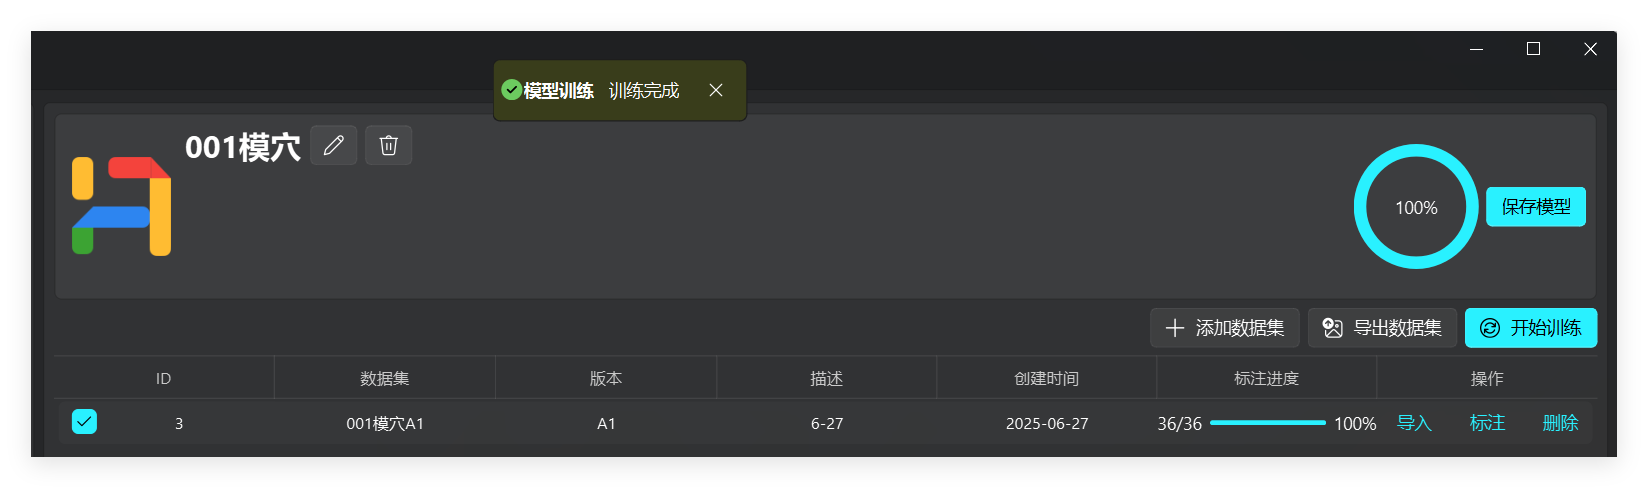 模型训练 训练完成
001模穴
100%
保存模型
添加数据集 导出数据集 开始训练
ID 数据集 版本 描述 创建时间 标注进度 操作
3 001模穴A1 A1 6-27 2025-06-27 36/36 100% 导入 标注 删除